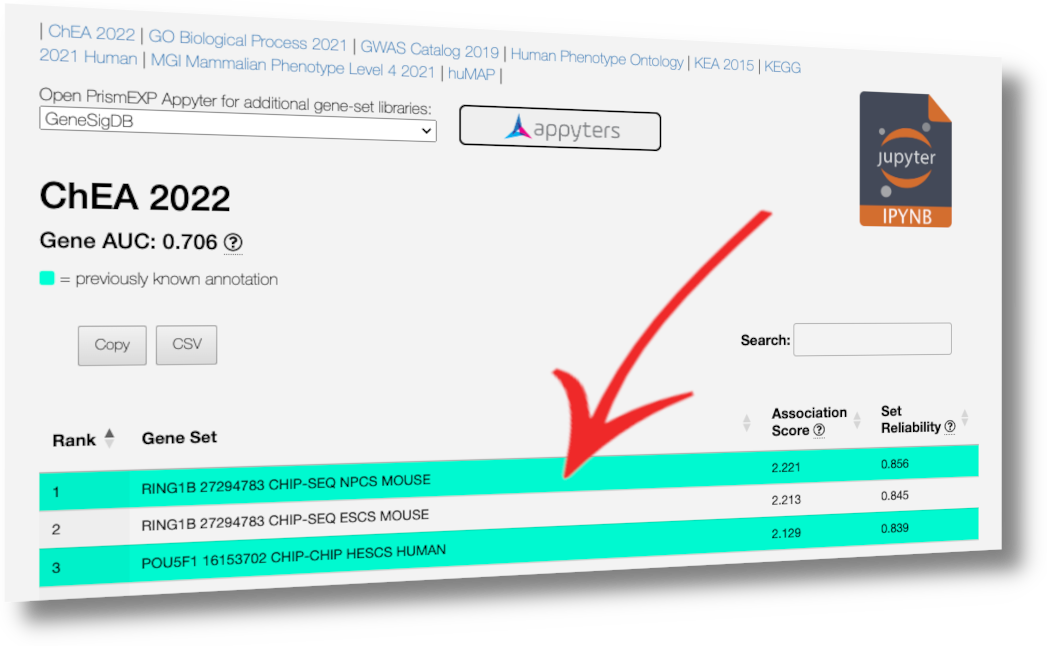 | ChEA 2022 | GO Biological Process 2021 | GWAS Catalog 2019 | Human Phenotype Ontology | KEA 2015 | KEGG
2021 Human | MGI Mammalian Phenotype Level 4 2021 | huMAP |
Open PrismEXP Appyter for additional gene-set libraries:
GeneSigDB
appyters
jupyter
IPYNB
ChEA 2022
Gene AUC: 0.706 ?
= previously known annotation
Copy CSV
Search:
Rank Gene Set Association Score ? Set Reliability ?
1 RING1B 27294783 CHIP-SEQ NPCS MOUSE 2.221 0.856
2 RING1B 27294783 CHIP-SEQ ESCS MOUSE 2.213 0.845
3 POU5F1 16153702 CHIP-CHIP HESCS HUMAN 2.129 0.839